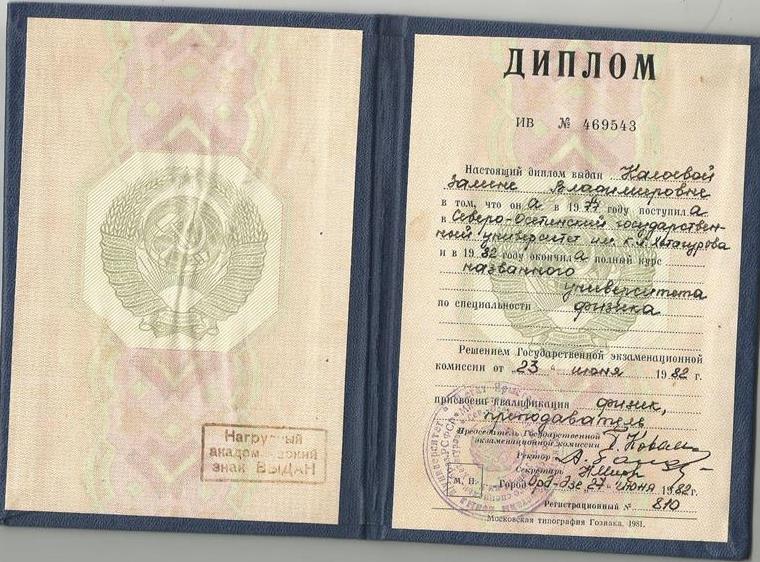 Нагрудный
академический
знак ВЫДАН
ДИПЛОМ
ИВ № 469543
Настоящий диплом выдан Калоевой
Залине Владимировне
в том, что она в 1977 году поступила
в Северо-Осетинский государствен-
ный университет им. К.Л. Хетагурова
и в 1982 году окончила полный курс
названного
университета
по специальности физика
Решением Государственной экзаменационной
комиссии от 23 июня 1982 г.
присвоена квалификация физик,
преподаватель
Председатель Государственной
экзаменационной комиссии
Ректор
Секретарь
М. П. Город Орд-дзе 27 июня 1982 г.
Регистрационный № 810
Московская типография Гознака. 1981.